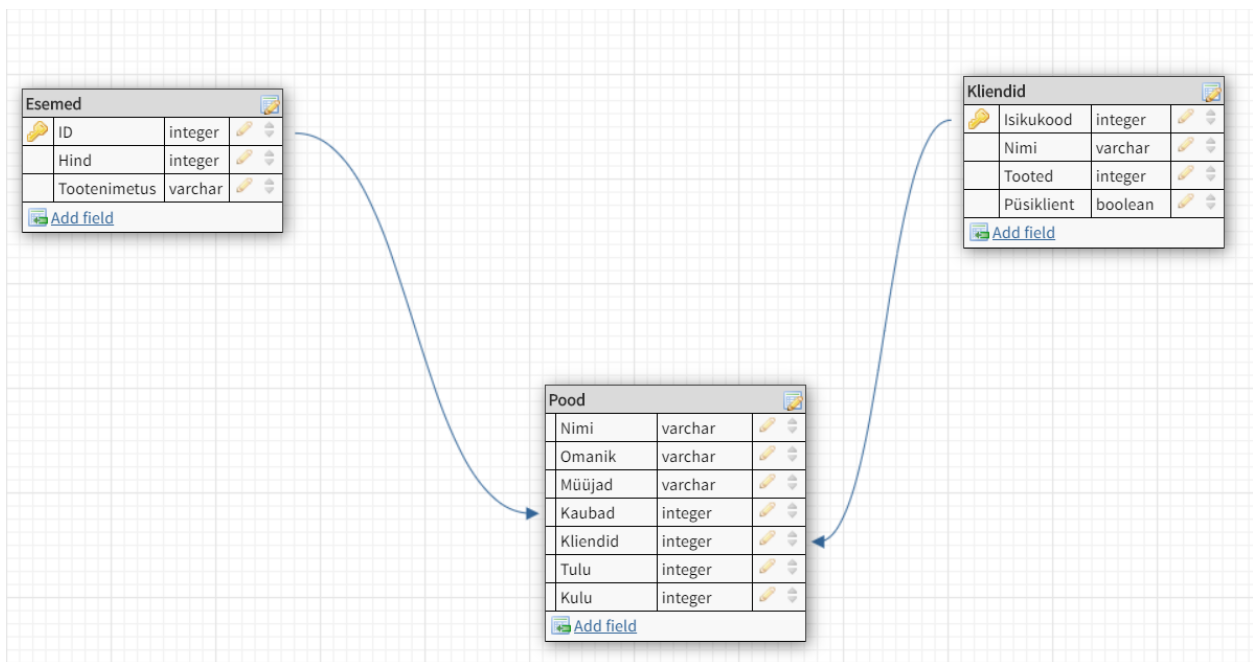 Esemed
ID integer
Hind integer
Tootenimetus varchar
Add field
Kliendid
Isikukood integer
Nimi varchar
Tooted integer
Püsiklient boolean
Add field
Pood
Nimi varchar
Omanik varchar
Müüjad varchar
Kaubad integer
Kliendid integer
Tulu integer
Kulu integer
Add field